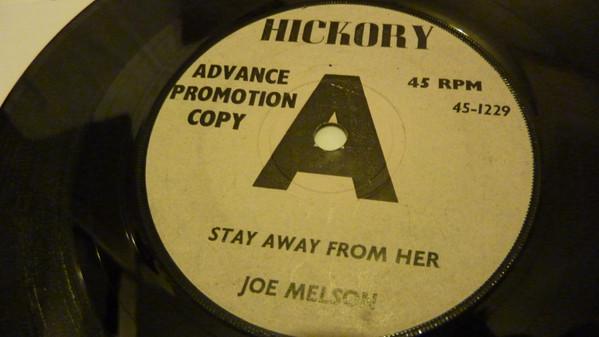 HICKORY
ADVANCE
PROMOTION
COPY
45 RPM
45-1229
A
STAY AWAY FROM HER
JOE MELSON